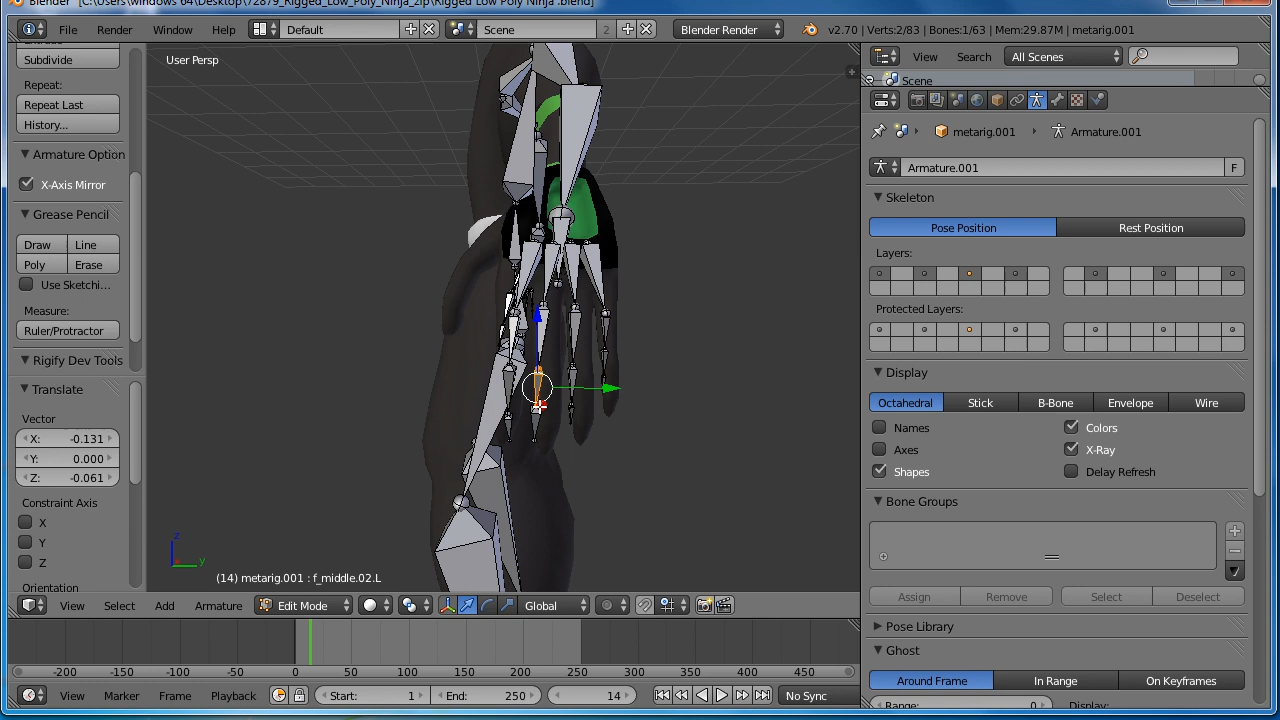 Blender [C:\Users\windows 64\Desktop\72879_Rigged_Low_Poly_Ninja_zip\Rigged Low Poly Ninja .blend]
File Render Window Help Default Scene 2 Blender Render v2.70 | Verts:2/83 | Bones:1/63 | Mem:29.87M | metarig.001
Subdivide
Repeat:
Repeat Last
History...
Armature Option
X-Axis Mirror
Grease Pencil
Draw Line
Poly Erase
Use Sketchi...
Measure:
Ruler/Protractor
Rigify Dev Tools
Translate
Vector
X: -0.131
Y: 0.000
Z: -0.061
Constraint Axis
X
Y
Z
Orientation
User Persp
z
y
(14) metarig.001 : f_middle.02.L
View Select Add Armature Edit Mode Global
-200 -150 -100 -50 0 50 100 150 200 250 300 350 400 450
View Marker Frame Playback Start: 1 End: 250 14 No Sync
View Search All Scenes
Scene
metarig.001 Armature.001
Armature.001 F
Skeleton
Pose Position Rest Position
Layers:
Protected Layers:
Display
Octahedral Stick B-Bone Envelope Wire
Names Colors
Axes X-Ray
Shapes Delay Refresh
Bone Groups
Assign Remove Select Deselect
Pose Library
Ghost
Around Frame In Range On Keyframes
Range: 0 Display: